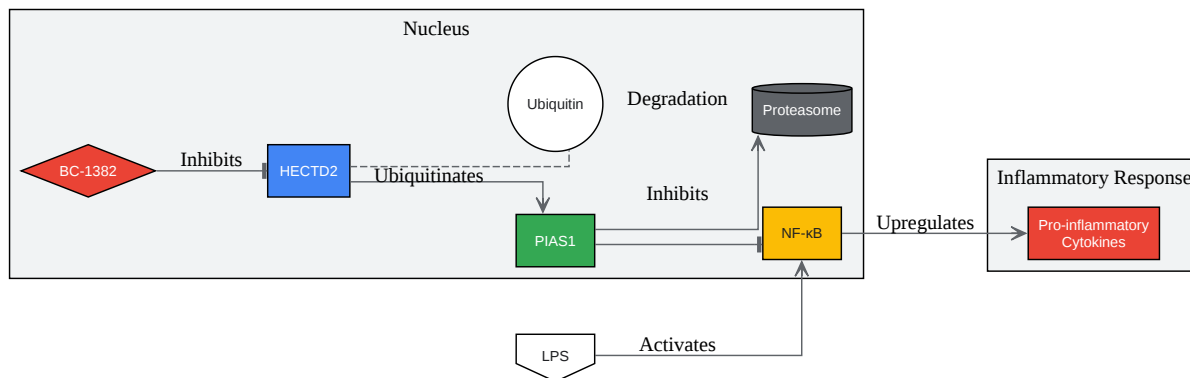 Nucleus
Ubiquitin
Degradation
Proteasome
BC-1382
Inhibits
HECTD2
Ubiquitinates
Inhibits
Inflammatory Response
PIAS1
NF-κB
Upregulates
Pro-inflammatory
Cytokines
LPS
Activates